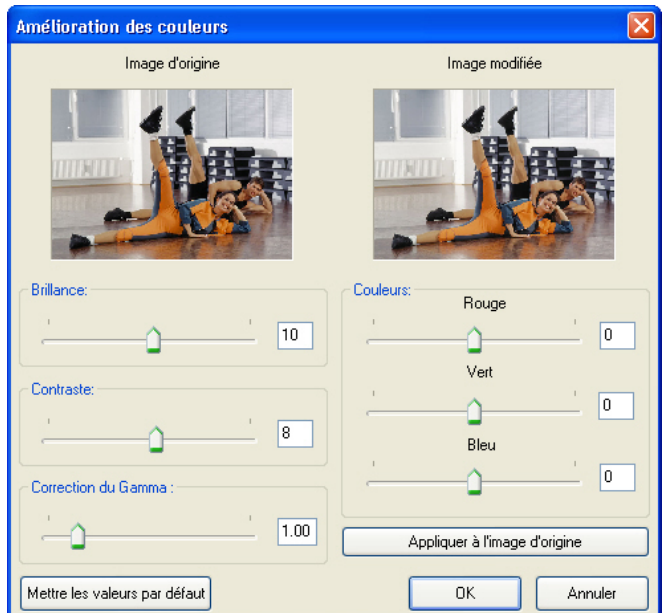 Amélioration des couleurs
Image d'origine
Image modifiée
Brillance:
10
Contraste:
8
Correction du Gamma :
1.00
Couleurs:
Rouge
0
Vert
0
Bleu
0
Appliquer à l'image d'origine
Mettre les valeurs par défaut
OK
Annuler